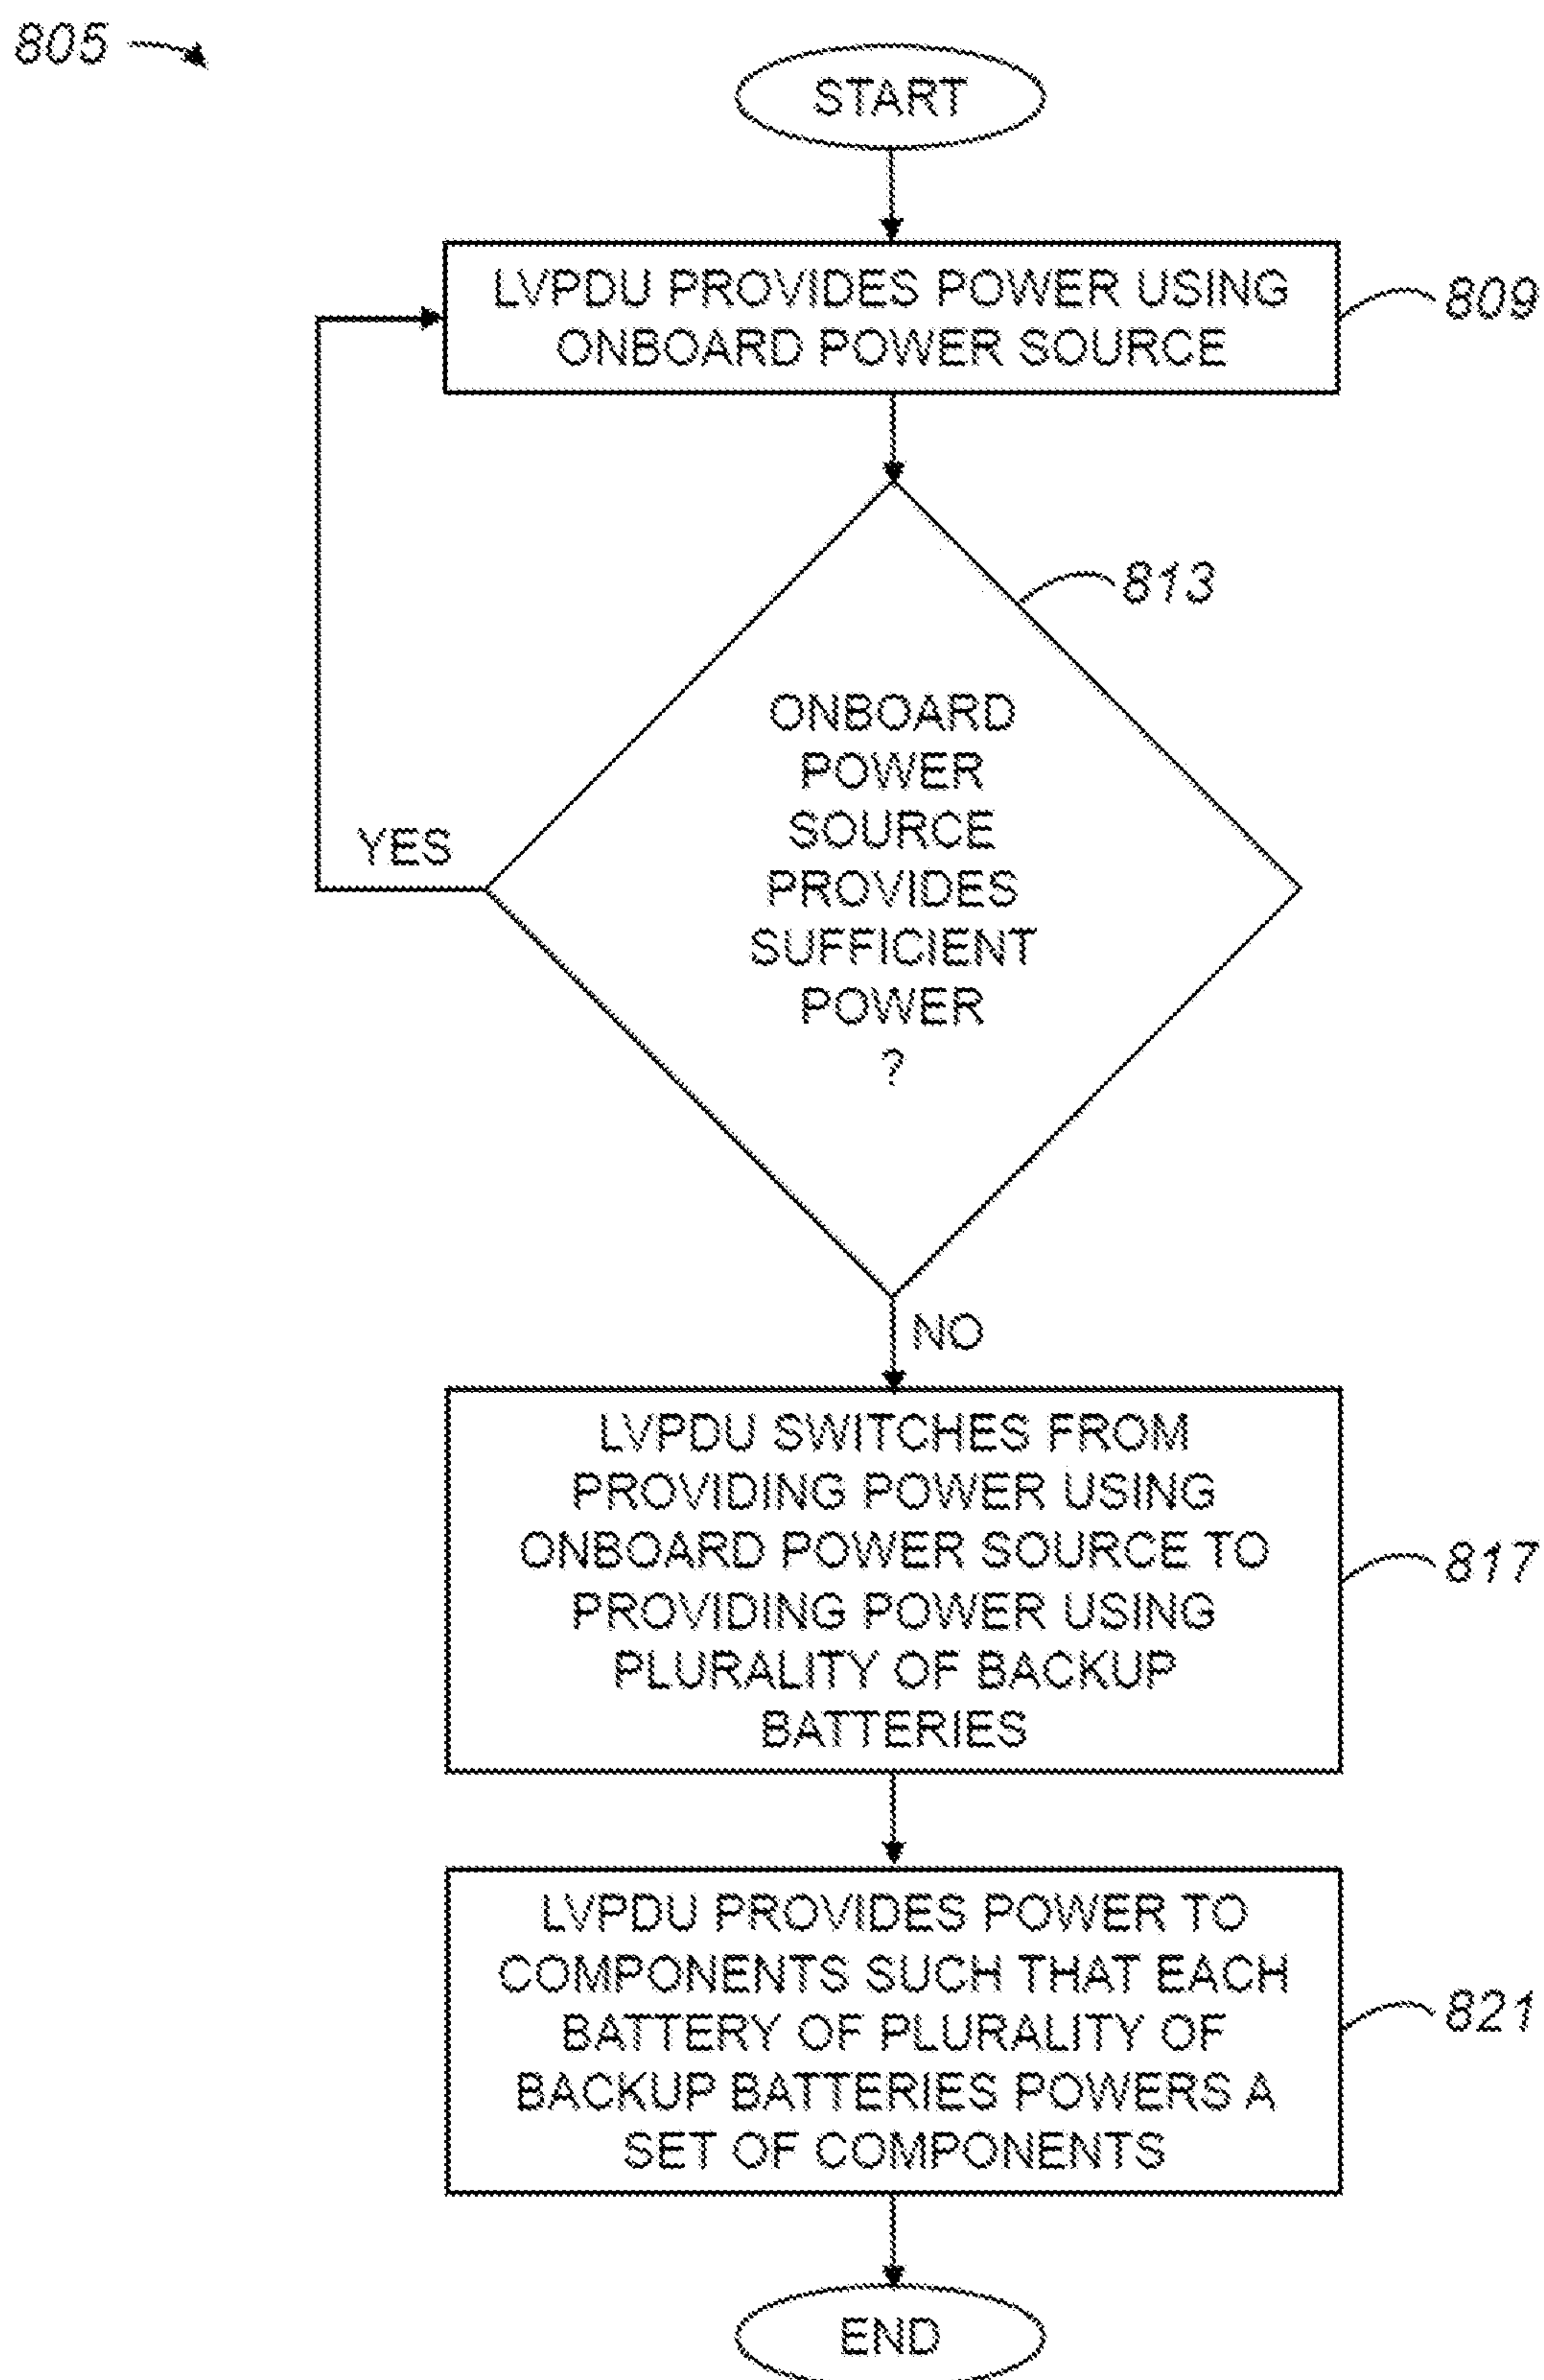 805
START
LVPDU PROVIDES POWER USING
ONBOARD POWER SOURCE
809
813
ONBOARD
POWER
SOURCE
PROVIDES
SUFFICIENT
POWER
?
YES
NO
LVPDU SWITCHES FROM
PROVIDING POWER USING
ONBOARD POWER SOURCE TO
PROVIDING POWER USING
PLURALITY OF BACKUP
BATTERIES
817
LVPDU PROVIDES POWER TO
COMPONENTS SUCH THAT EACH
BATTERY OF PLURALITY OF
BACKUP BATTERIES POWERS A
SET OF COMPONENTS
821
END